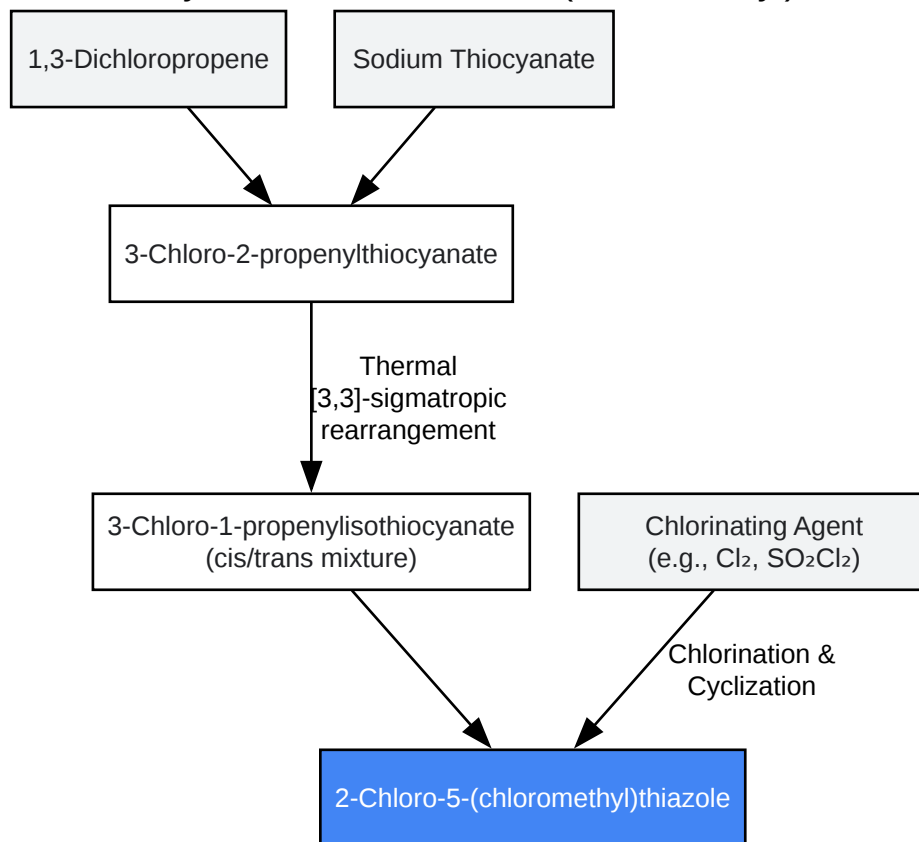 1,3-Dichloropropene
Sodium Thiocyanate
3-Chloro-2-propenylthiocyanate
Thermal
[3,3]-sigmatropic
rearrangement
3-Chloro-1-propenylisothiocyanate
(cis/trans mixture)
Chlorinating Agent
(e.g., Cl₂, SO₂Cl₂)
Chlorination &
Cyclization
2-Chloro-5-(chloromethyl)thiazole